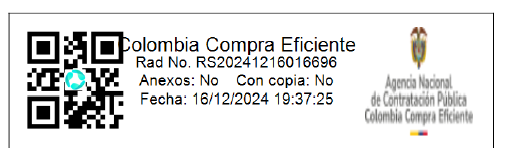 Colombia Compra Eficiente
Rad No. RS20241216016696
Anexos: No Con copia: No
Fecha: 16/12/2024 19:37:25
Agencia Nacional
de Contratación Pública
Colombia Compra Eficiente